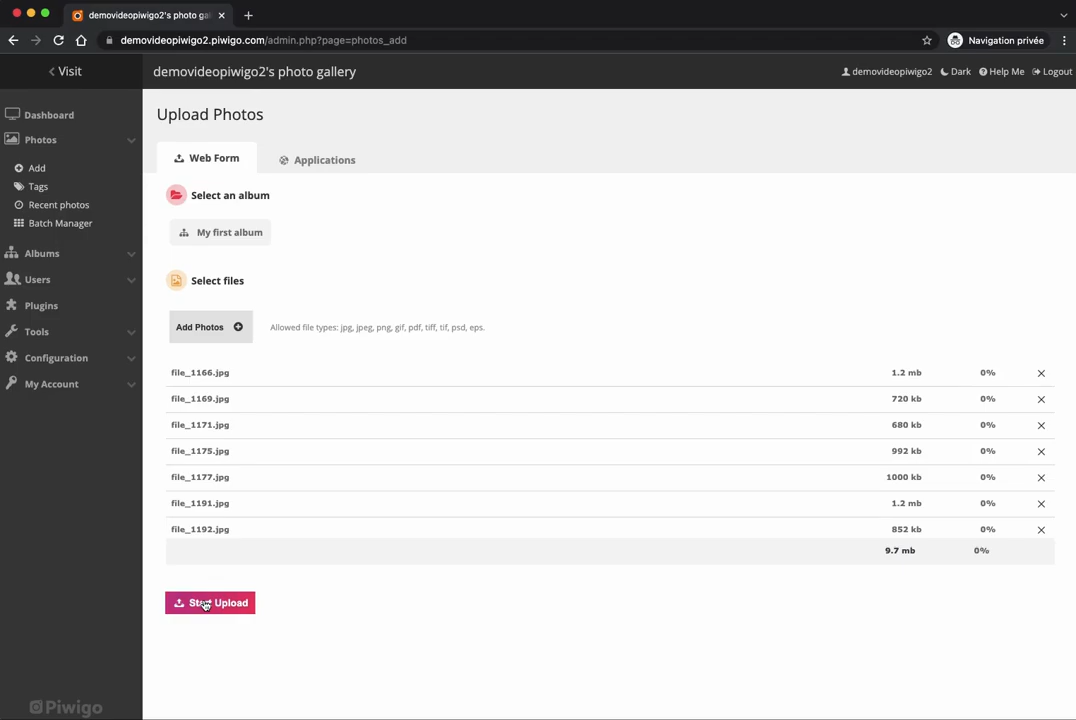 demovideopiwigo2's photo gal
demovideopiwigo2.piwigo.com/admin.php?page=photos_add
Navigation privée
Visit
demovideopiwigo2's photo gallery
demovideopiwigo2
Dark
Help Me
Logout
Dashboard
Photos
Add
Tags
Recent photos
Batch Manager
Albums
Users
Plugins
Tools
Configuration
My Account
Piwigo
Upload Photos
Web Form
Applications
Select an album
My first album
Select files
Add Photos
Allowed file types: jpg, jpeg, png, gif, pdf, tiff, tif, psd, eps.
file_1166.jpg 1.2 mb 0%
file_1169.jpg 720 kb 0%
file_1171.jpg 680 kb 0%
file_1175.jpg 992 kb 0%
file_1177.jpg 1000 kb 0%
file_1191.jpg 1.2 mb 0%
file_1192.jpg 852 kb 0%
9.7 mb 0%
Start Upload